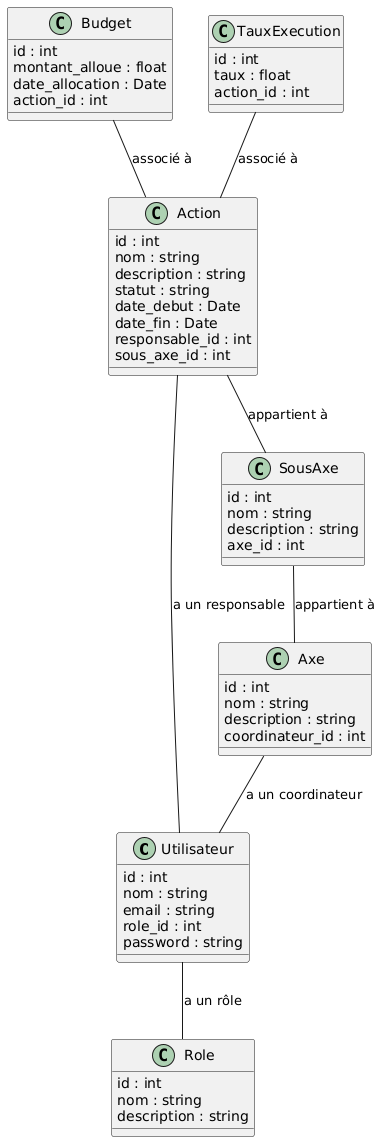 C Budget
id : int
montant_alloue : float
date_allocation : Date
action_id : int
C TauxExecution
id : int
taux : float
action_id : int
associé à
associé à
C Action
id : int
nom : string
description : string
statut : string
date_debut : Date
date_fin : Date
responsable_id : int
sous_axe_id : int
appartient à
C SousAxe
id : int
nom : string
description : string
axe_id : int
a un responsable
appartient à
C Axe
id : int
nom : string
description : string
coordinateur_id : int
a un coordinateur
C Utilisateur
id : int
nom : string
email : string
role_id : int
password : string
a un rôle
C Role
id : int
nom : string
description : string